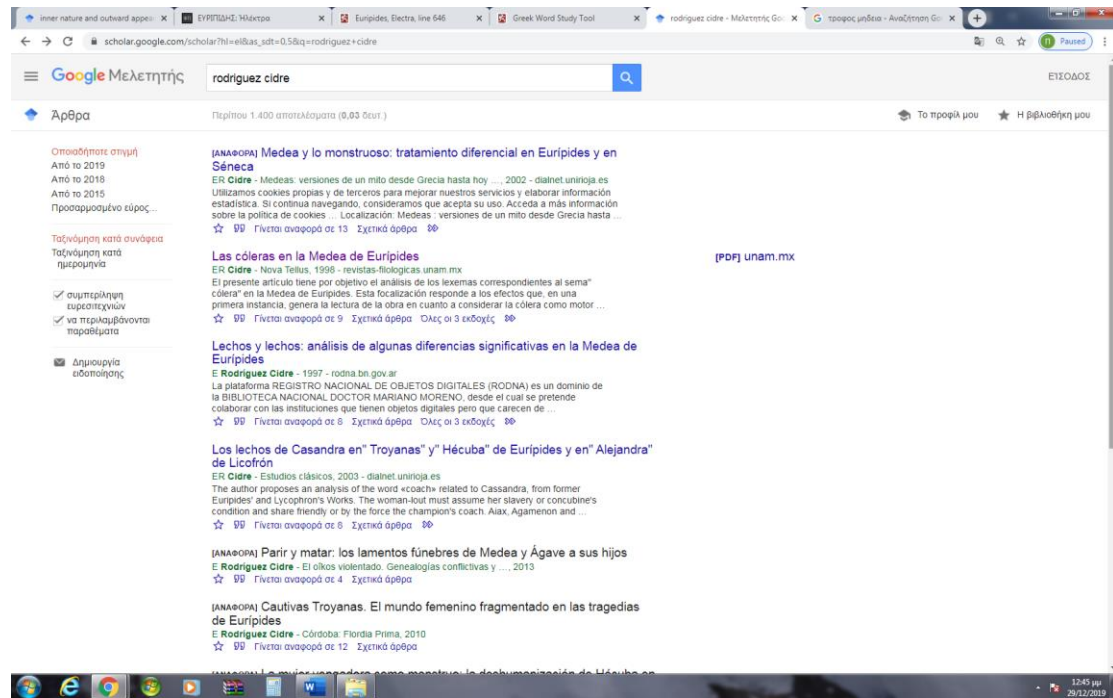 inner nature and outward appe
ΕΥΡΙΠΙΔΗΣ: Ήλέκτρα
Euripides, Electra, line 646
Greek Word Study Tool
rodriguez cidre - Μελετητής Goo
τροφος μηδεια - Αναζήτηση Go
scholar.google.com/scholar?hl=el&as_sdt=0,5&q=rodriguez+cidre
Paused
Google Μελετητής
rodriguez cidre
ΕΙΣΟΔΟΣ
Άρθρα
Περίπου 1.400 αποτελέσματα (0,03 δευτ.)
Το προφίλ μου
Η βιβλιοθήκη μου
Οποιαδήποτε στιγμή
Από το 2019
Από το 2018
Από το 2015
Προσαρμοσμένο εύρος...
Ταξινόμηση κατά συνάφεια
Ταξινόμηση κατά
ημερομηνία
συμπερίληψη
ευρεσιτεχνιών
να περιλαμβάνονται
παραθέματα
Δημιουργία
ειδοποίησης
[ΑΝΑΦΟΡΑ] Medea y lo monstruoso: tratamiento diferencial en Eurípides y en
Séneca
ER Cidre - Medeas: versiones de un mito desde Grecia hasta hoy …, 2002 - dialnet.unirioja.es
Utilizamos cookies propias y de terceros para mejorar nuestros servicios y elaborar información
estadística. Si continua navegando, consideramos que acepta su uso. Acceda a más información
sobre la política de cookies … Localización: Medeas : versiones de un mito desde Grecia hasta …
Γίνεται αναφορά σε 13 Σχετικά άρθρα
Las cóleras en la Medea de Eurípides
ER Cidre - Nova Tellus, 1998 - revistas-filologicas.unam.mx
El presente artículo tiene por objetivo el análisis de los lexemas correspondientes al sema"
cólera" en la Medea de Eurípides. Esta focalización responde a los efectos que, en una
primera instancia, genera la lectura de la obra en cuanto a considerar la cólera como motor …
Γίνεται αναφορά σε 9 Σχετικά άρθρα Όλες οι 3 εκδοχές
[PDF] unam.mx
Lechos y lechos: análisis de algunas diferencias significativas en la Medea de
Eurípides
E Rodríguez Cidre - 1997 - rodna.bn.gov.ar
La plataforma REGISTRO NACIONAL DE OBJETOS DIGITALES (RODNA) es un dominio de
la BIBLIOTECA NACIONAL DOCTOR MARIANO MORENO, desde el cual se pretende
colaborar con las instituciones que tienen objetos digitales pero que carecen de …
Γίνεται αναφορά σε 8 Σχετικά άρθρα Όλες οι 3 εκδοχές
Los lechos de Casandra en" Troyanas" y" Hécuba" de Eurípides y en" Alejandra"
de Licofrón
ER Cidre - Estudios clásicos, 2003 - dialnet.unirioja.es
The author proposes an analysis of the word «coach» related to Cassandra, from former
Euripides' and Lycophron's Works. The woman-lout must assume her slavery or concubine's
condition and share friendly or by the force the champion's coach. Aiax, Agamenon and …
Γίνεται αναφορά σε 8 Σχετικά άρθρα
[ΑΝΑΦΟΡΑ] Parir y matar: los lamentos fúnebres de Medea y Ágave a sus hijos
E Rodríguez Cidre - El oîkos violentado. Genealogías conflictivas y …, 2013
Γίνεται αναφορά σε 4 Σχετικά άρθρα
[ΑΝΑΦΟΡΑ] Cautivas Troyanas. El mundo femenino fragmentado en las tragedias
de Eurípides
E Rodríguez Cidre - Córdoba: Flordia Prima, 2010
Γίνεται αναφορά σε 12 Σχετικά άρθρα
12:45 μμ
29/12/2019